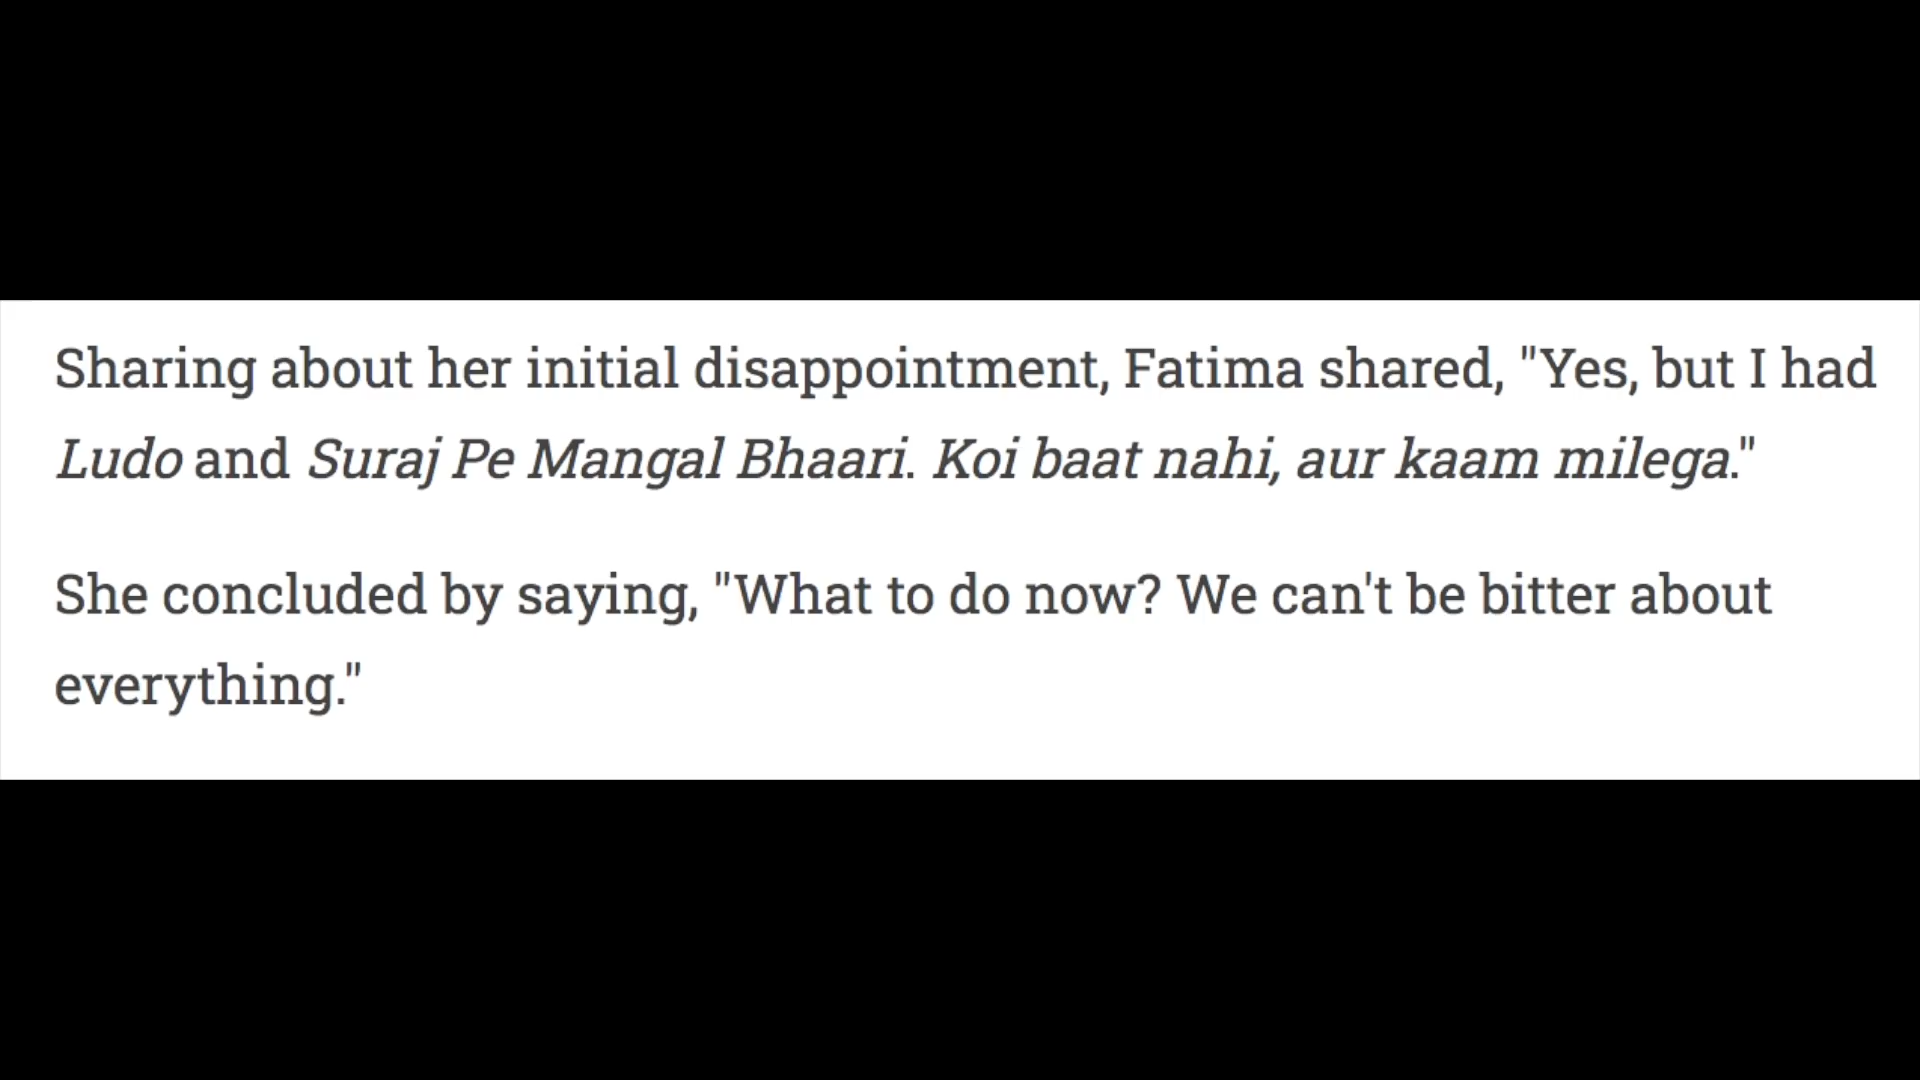 Sharing about her initial disappointment, Fatima shared, "Yes, but I had
Ludo and Suraj Pe Mangal Bhaari. Koi baat nahi, aur kaam milega."
She concluded by saying, "What to do now? We can't be bitter about
everything."